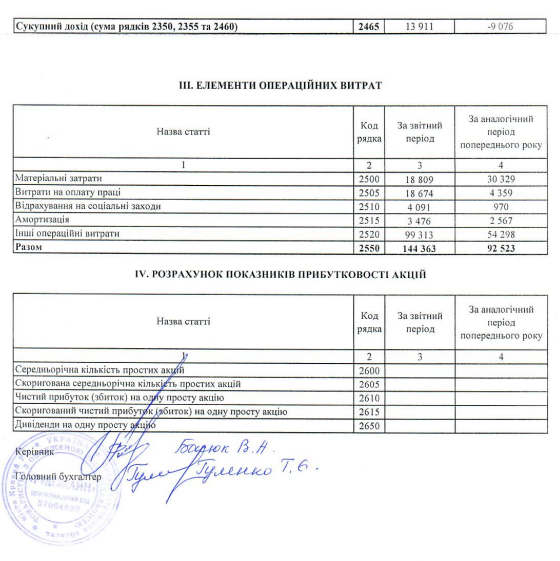 Сукупний дохід (сума рядків 2350, 2355 та 2460) 2465 13 911 -9 076
ІІІ. ЕЛЕМЕНТИ ОПЕРАЦІЙНИХ ВИТРАТ
Назва статті Код рядка За звітний період За аналогічний період попереднього року
1 2 3 4
Матеріальні затрати 2500 18 809 30 329
Витрати на оплату праці 2505 18 674 4 359
Відрахування на соціальні заходи 2510 4 091 970
Амортизація 2515 3 476 2 567
Інші операційні витрати 2520 99 313 54 298
Разом 2550 144 363 92 523
ІV. РОЗРАХУНОК ПОКАЗНИКІВ ПРИБУТКОВОСТІ АКЦІЙ
Назва статті Код рядка За звітний період За аналогічний період попереднього року
1 2 3 4
Середньорічна кількість простих акцій 2600
Скоригована середньорічна кількість простих акцій 2605
Чистий прибуток (збиток) на одну просту акцію 2610
Скоригований чистий прибуток (збиток) на одну просту акцію 2615
Дивіденди на одну просту акцію 2650
Керівник В.А.
Головний бухгалтер Гуленко Т.Є.